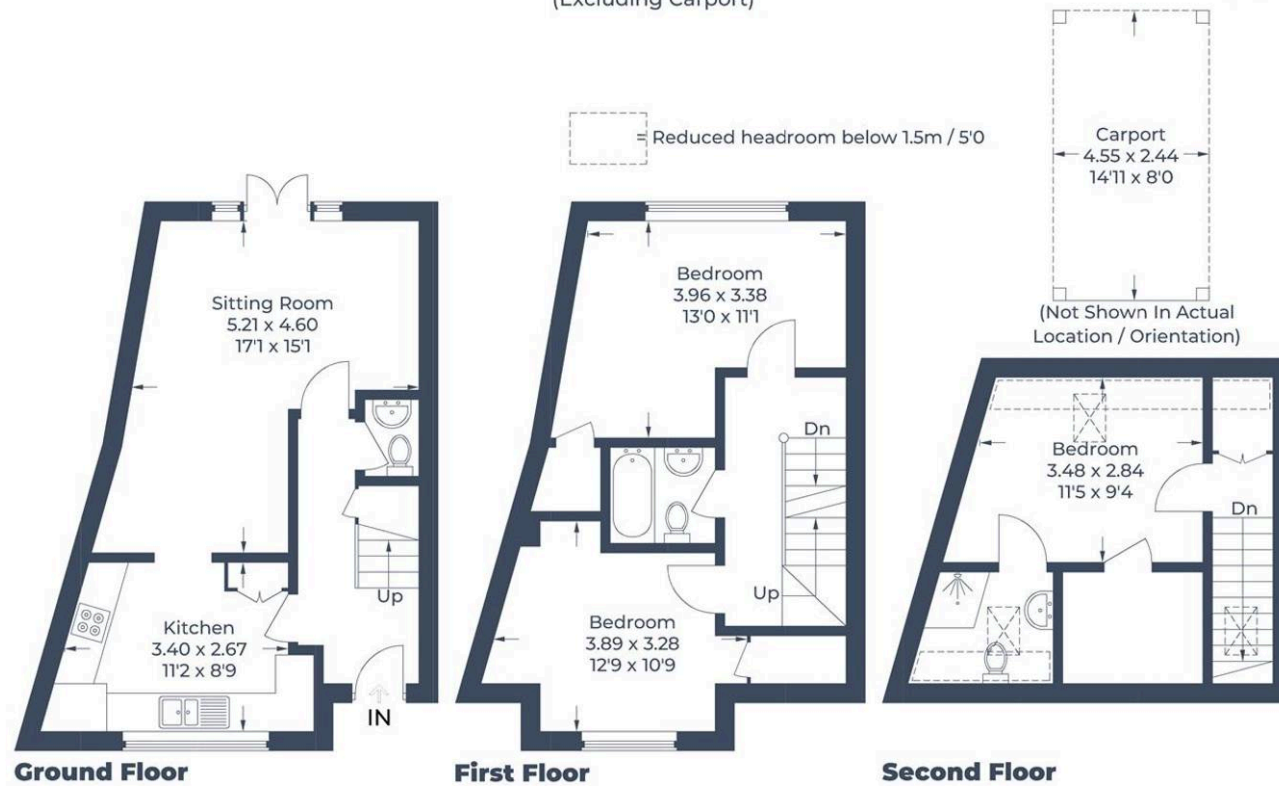 (Excluding Carport)
Reduced headroom below 1.5m / 5'0
Carport
4.55 x 2.44
14'11 x 8'0
(Not Shown In Actual
Location / Orientation)
Sitting Room
5.21 x 4.60
17'1 x 15'1
Kitchen
3.40 x 2.67
11'2 x 8'9
Up
IN
Ground Floor
Bedroom
3.96 x 3.38
13'0 x 11'1
Dn
Up
Bedroom
3.89 x 3.28
12'9 x 10'9
First Floor
Bedroom
3.48 x 2.84
11'5 x 9'4
Dn
Second Floor